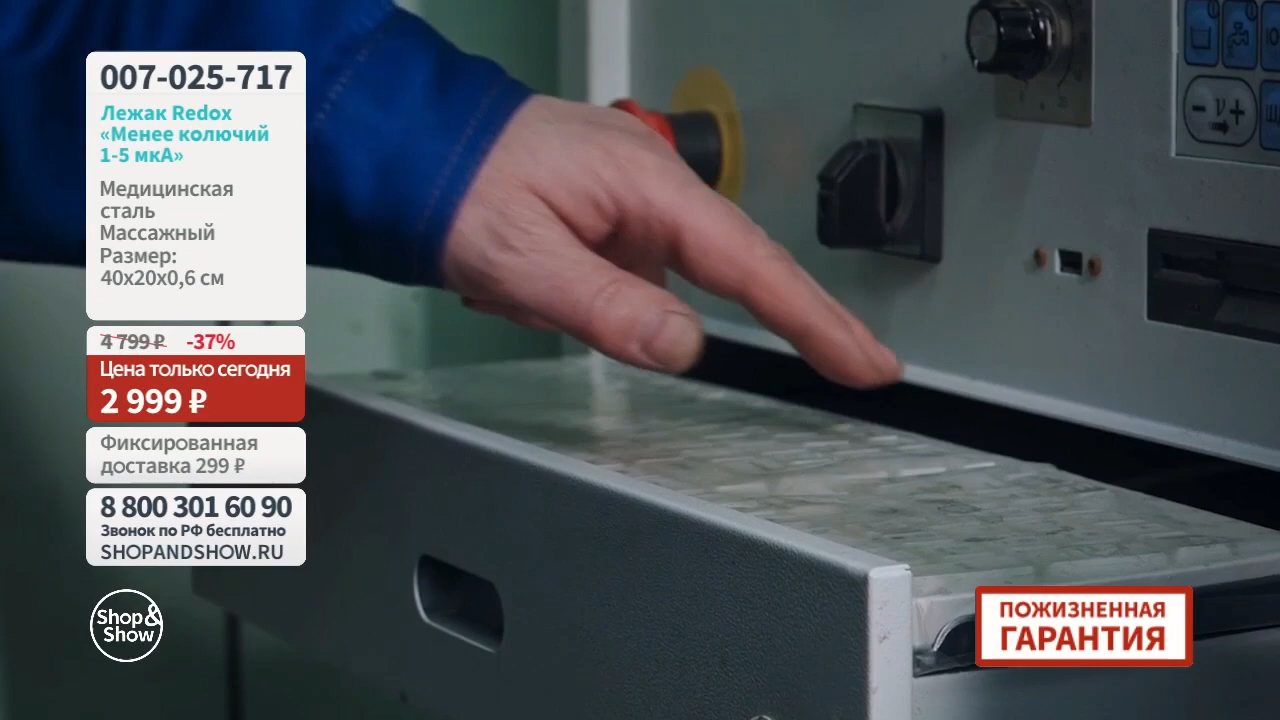 007-025-717
Лежак Redox
«Менее колючий
1-5 мкА»
Медицинская
сталь
Массажный
Размер:
40х20х0,6 см
4 799 ₽ -37%
Цена только сегодня
2 999 ₽
Фиксированная
доставка 299 ₽
8 800 301 60 90
Звонок по РФ бесплатно
SHOPANDSHOW.RU
Shop&
Show
ПОЖИЗНЕННАЯ
ГАРАНТИЯ